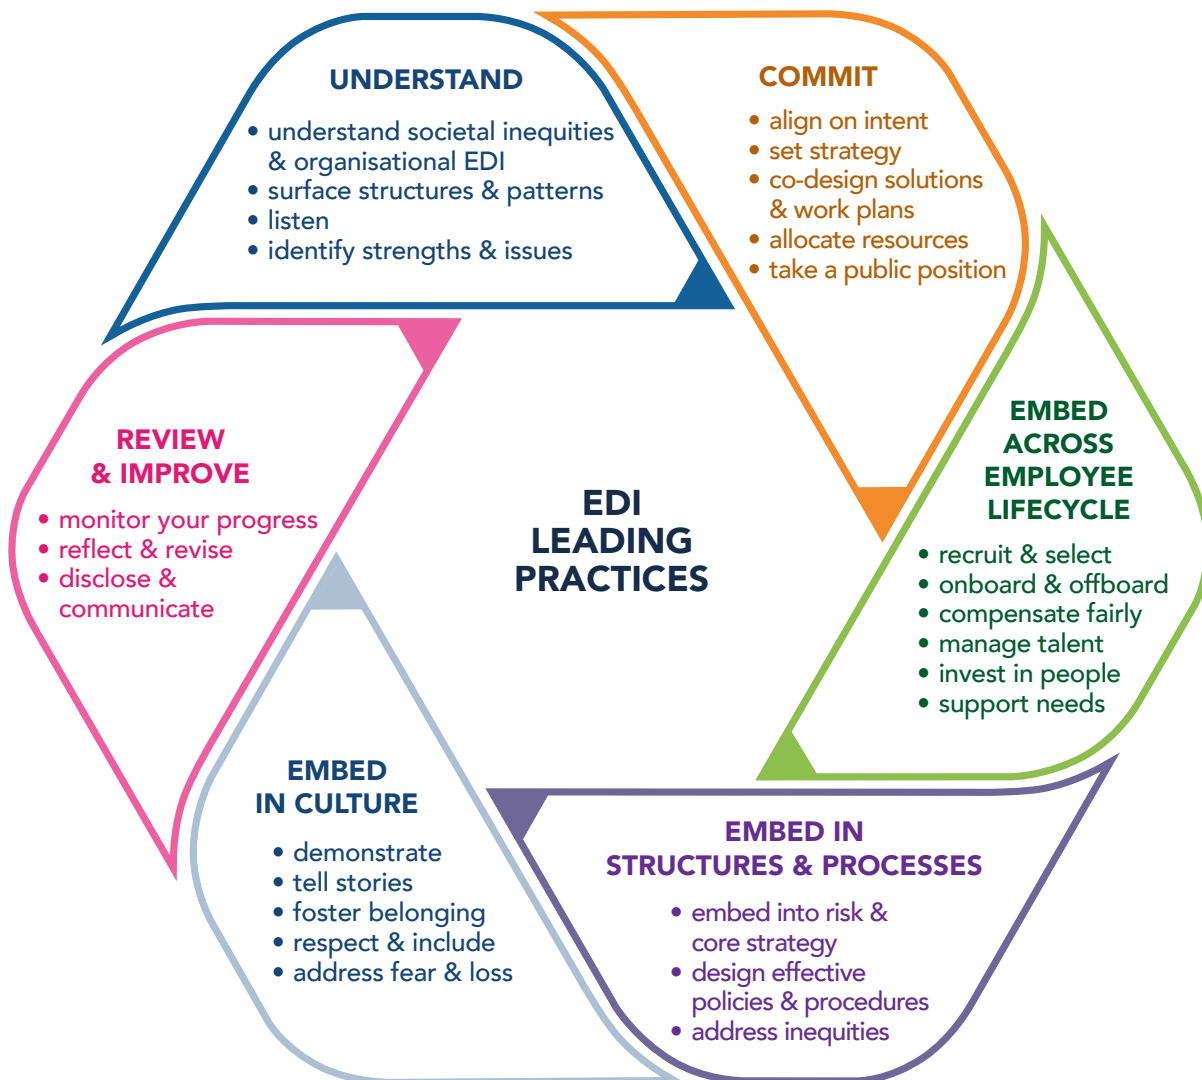 UNDERSTAND
• understand societal inequities
& organisational EDI
• surface structures & patterns
• listen
• identify strengths & issues
COMMIT
• align on intent
• set strategy
• co-design solutions
& work plans
• allocate resources
• take a public position
EMBED
ACROSS
EMPLOYEE
LIFECYCLE
• recruit & select
• onboard & offboard
• compensate fairly
• manage talent
• invest in people
• support needs
EMBED IN
STRUCTURES & PROCESSES
• embed into risk &
core strategy
• design effective
policies & procedures
• address inequities
EMBED
IN CULTURE
• demonstrate
• tell stories
• foster belonging
• respect & include
• address fear & loss
REVIEW
& IMPROVE
• monitor your progress
• reflect & revise
• disclose &
communicate
EDI
LEADING
PRACTICES